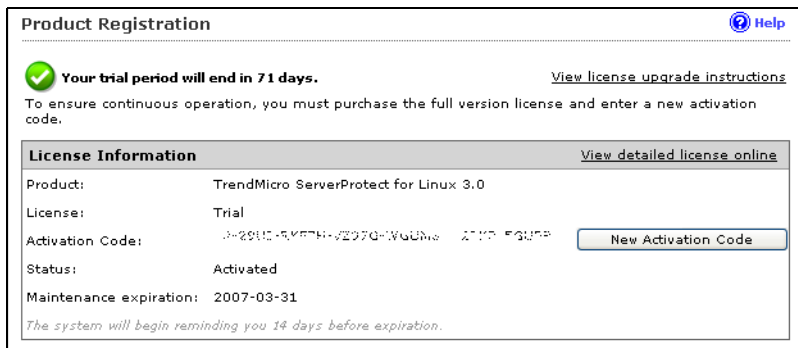 Product Registration
Help
Your trial period will end in 71 days.
View license upgrade instructions
To ensure continuous operation, you must purchase the full version license and enter a new activation
code.
License Information
View detailed license online
Product: TrendMicro ServerProtect for Linux 3.0
License: Trial
Activation Code:
New Activation Code
Status: Activated
Maintenance expiration: 2007-03-31
The system will begin reminding you 14 days before expiration.